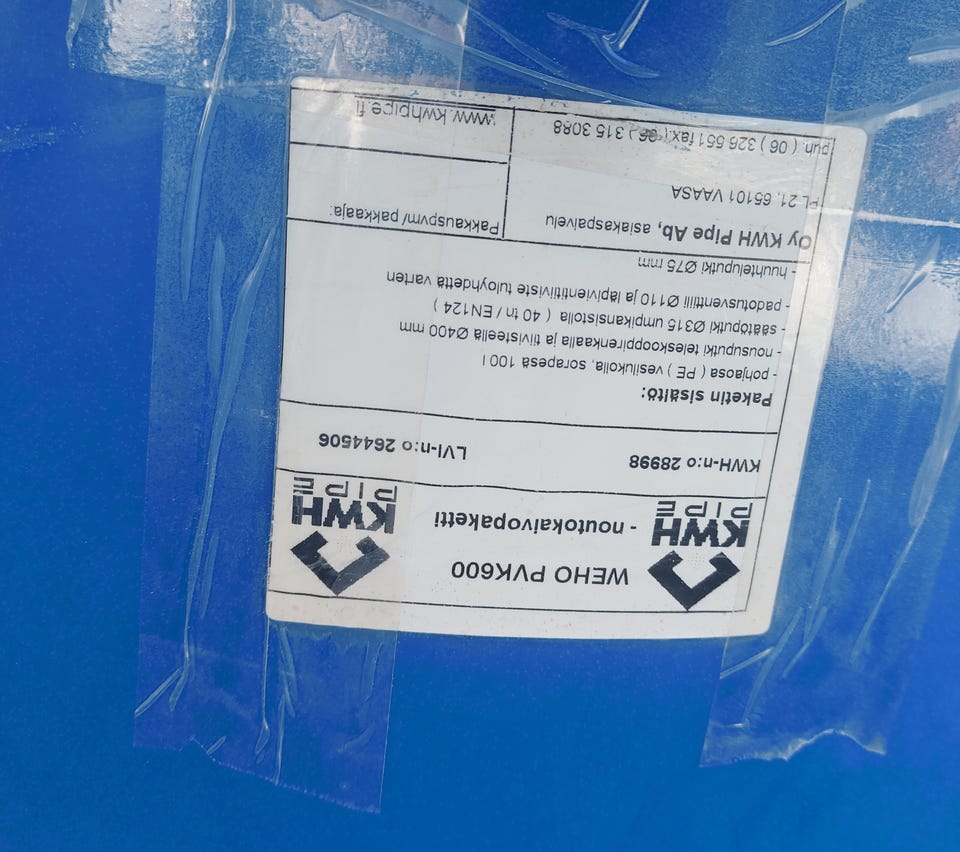 KWH
PIPE
WEHO PVK600
- noutokaivopaketti
KWH
PIPE
KWH-n:o 28998 LVI-n:o 2644506
Paketin sisältö:
- pohjaosa ( PE ) vesilukolla, sorapesä 100 l
- nousuputki teleskooppirenkaalla ja tiivisteellä Ø400 mm
- säätöputki Ø315 umpikansistolla ( 40 tn / EN124 )
- padotusventtiili Ø110 ja läpivientitiiviste tuloyhdettä varten
- huuhteluputki Ø75 mm
Oy KWH Pipe Ab, asiakaspalvelu
PL 21, 65101 VAASA
puh. ( 06 ) 326 551 fax. ( 06 ) 315 3088
Pakkauspvm/ pakkaaja:
www.kwhpipe.fi